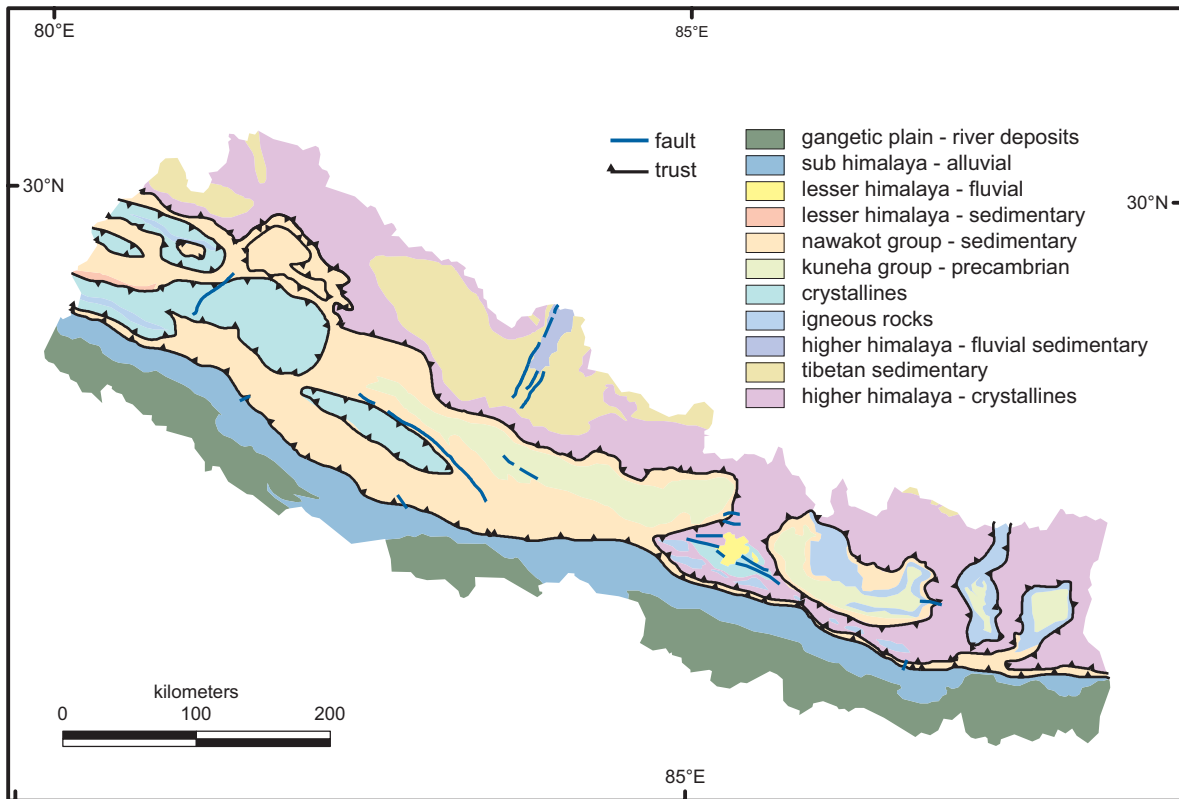 80°E
85°E
fault
trust
30°N
30°N
gangetic plain - river deposits
sub himalaya - alluvial
lesser himalaya - fluvial
lesser himalaya - sedimentary
nawakot group - sedimentary
kuneha group - precambrian
crystallines
igneous rocks
higher himalaya - fluvial sedimentary
tibetan sedimentary
higher himalaya - crystallines
kilometers
0 100 200
85°E